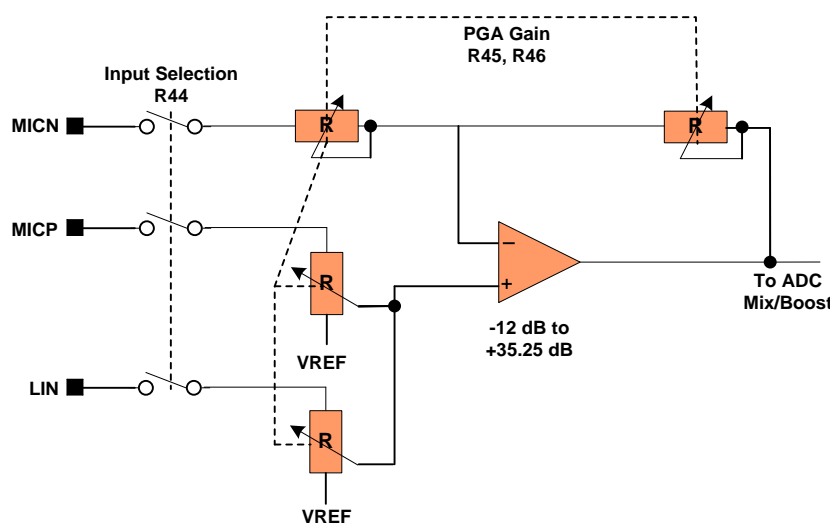 PGA Gain
R45, R46
Input Selection
R44
MICN
R
R
MICP
R
−
+
To ADC
Mix/Boost
-12 dB to
+35.25 dB
VREF
LIN
R
VREF